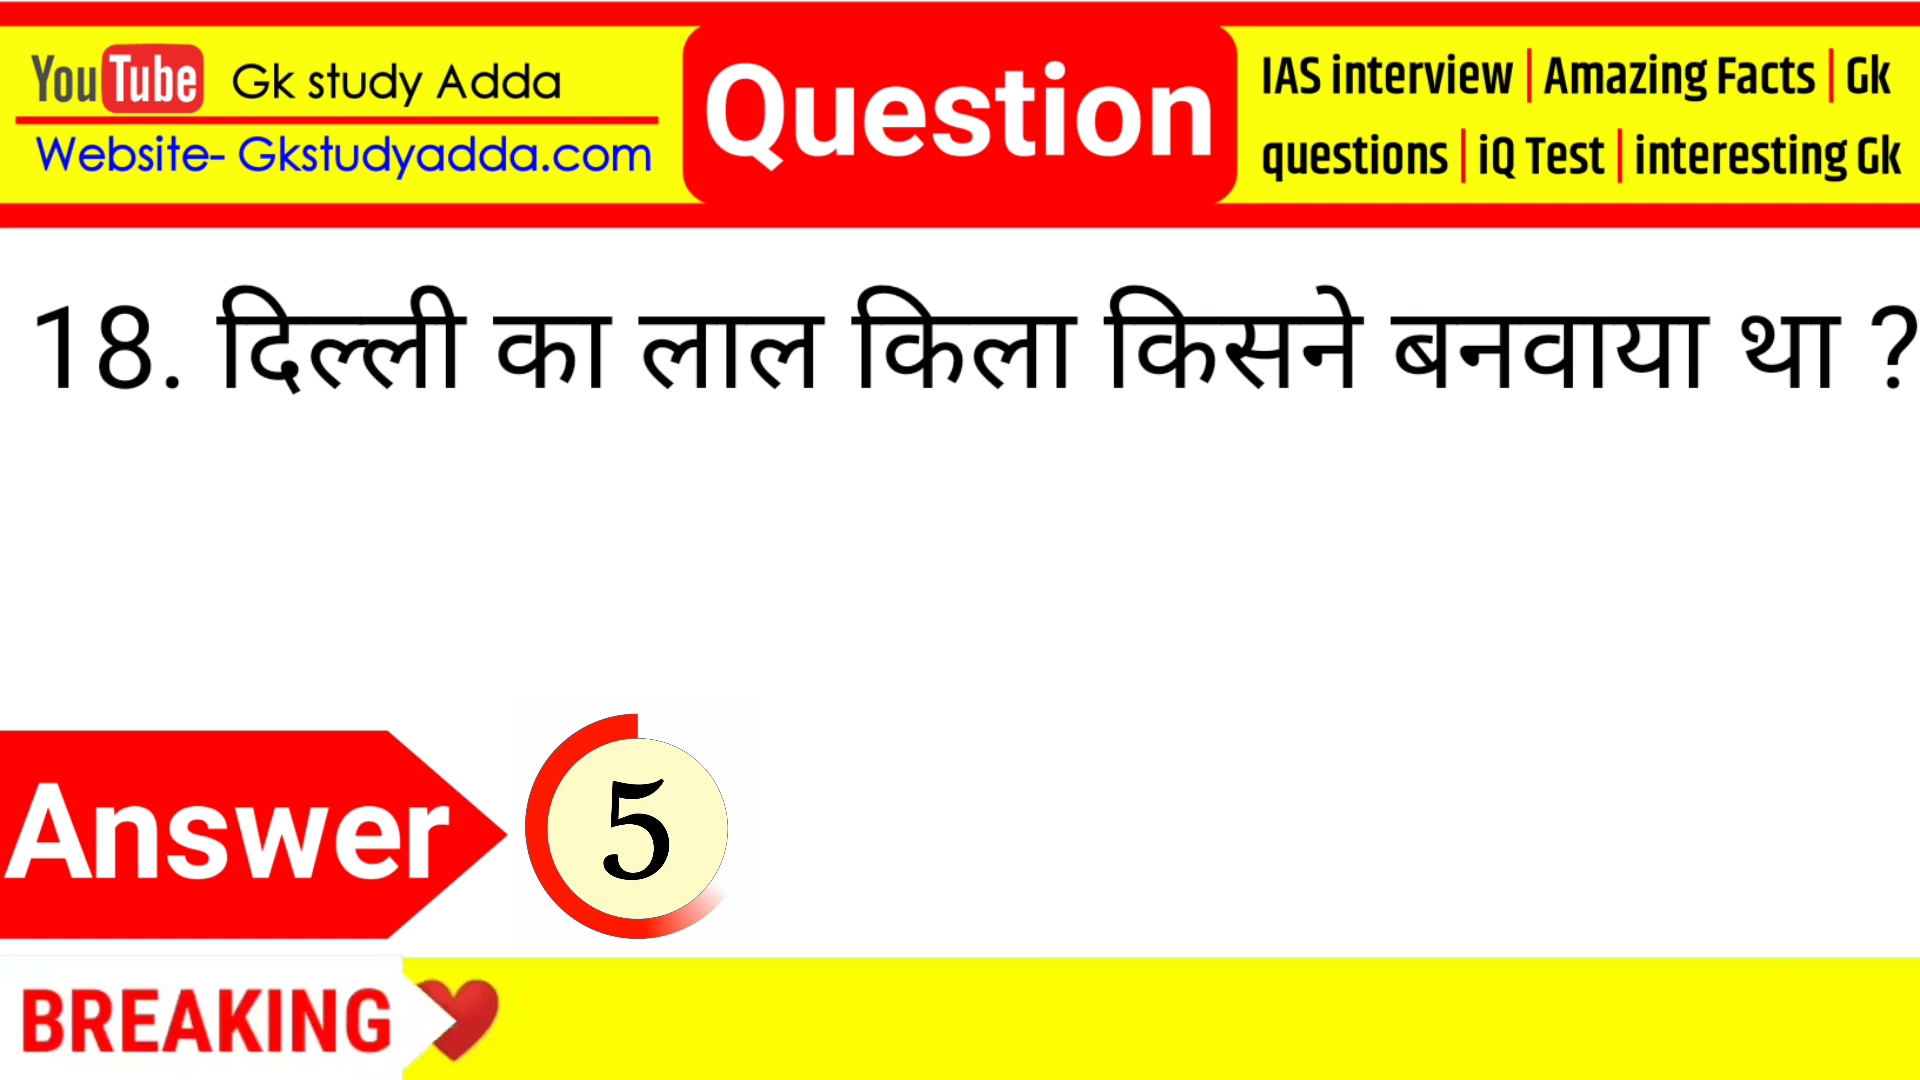 YouTube Gk study Adda
Website- Gkstudyadda.com
Question
IAS interview | Amazing Facts | Gk
questions | iQ Test | interesting Gk
18. दिल्ली का लाल किला किसने बनवाया था ?
Answer
5
BREAKING